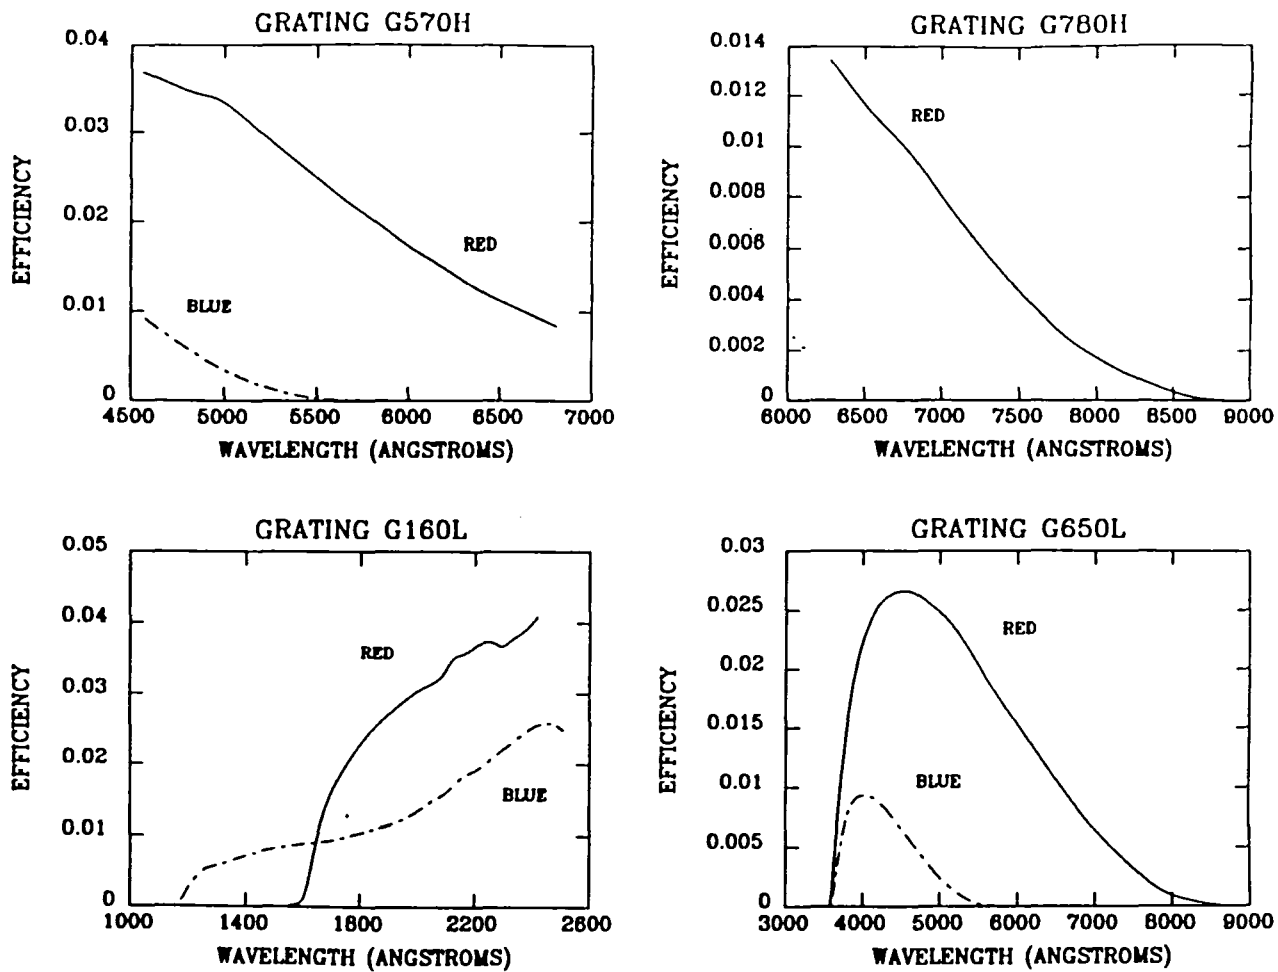 GRATING G570H
0.04
0.03
0.02
0.01
0
EFFICIENCY
RED
BLUE
4500 5000 5500 6000 6500 7000
WAVELENGTH (ANGSTROMS)
GRATING G780H
0.014
0.012
0.01
0.008
0.006
0.004
0.002
0
EFFICIENCY
RED
6000 6500 7000 7500 8000 8500 9000
WAVELENGTH (ANGSTROMS)
GRATING G160L
0.05
0.04
0.03
0.02
0.01
0
EFFICIENCY
RED
BLUE
1000 1400 1800 2200 2600
WAVELENGTH (ANGSTROMS)
GRATING G650L
0.03
0.025
0.02
0.015
0.01
0.005
0
EFFICIENCY
RED
BLUE
3000 4000 5000 6000 7000 8000 9000
WAVELENGTH (ANGSTROMS)